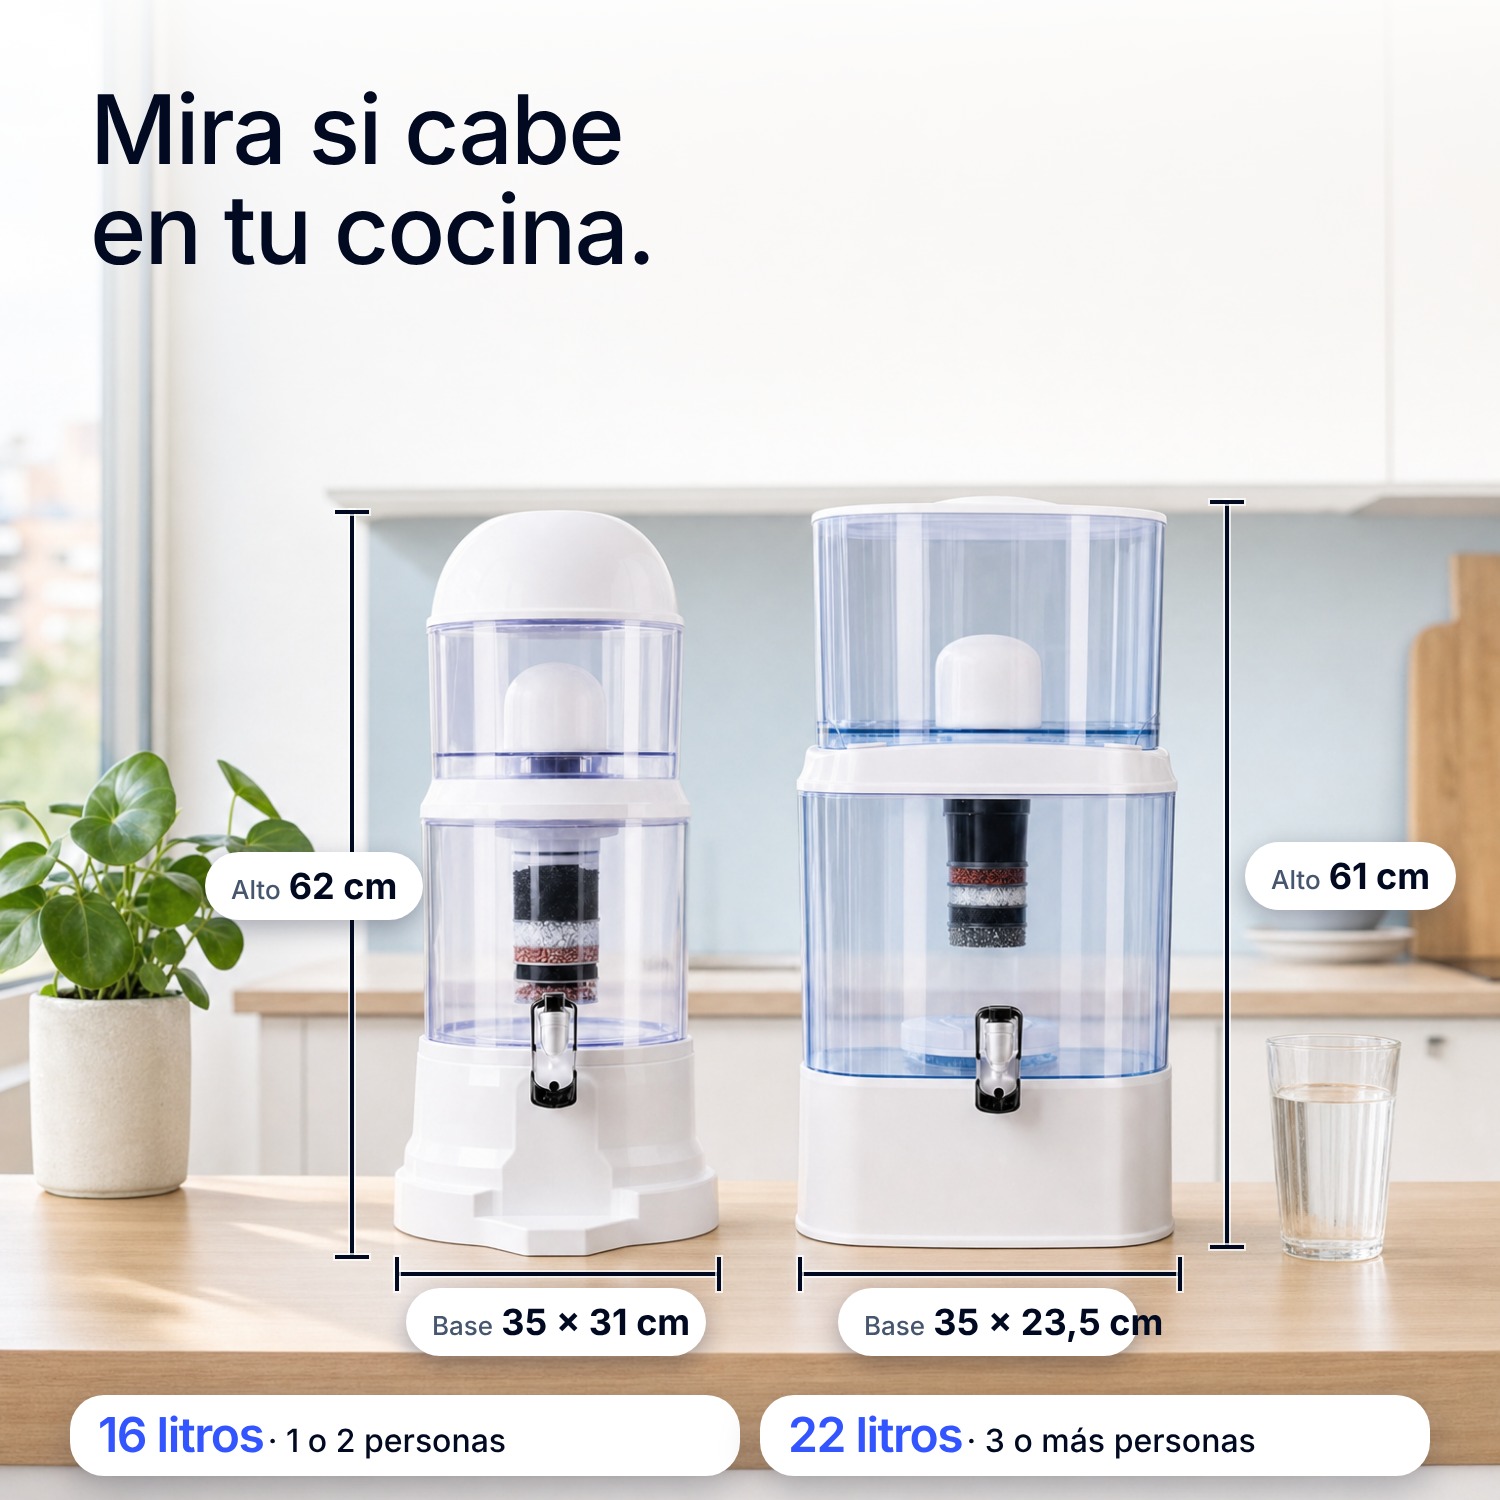 Mira si cabe
en tu cocina.
Alto 62 cm
Alto 61 cm
Base 35 × 31 cm
Base 35 × 23,5 cm
16 litros · 1 o 2 personas
22 litros · 3 o más personas